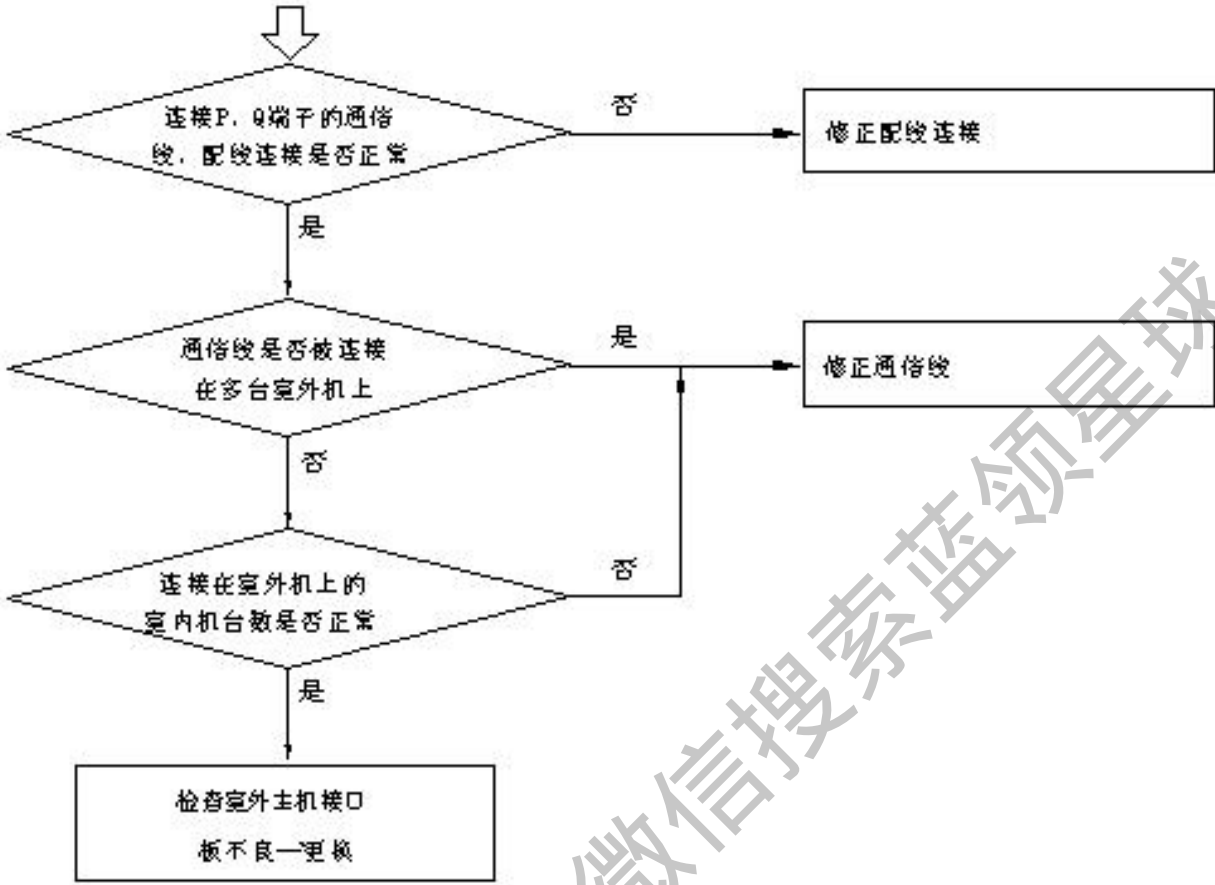 连接P.Q端子的通信
线.配线连接是否正常
否
修正配线连接
是
通信线是否被连接
在多台室外机上
是
修正通信线
否
连接在室外机上的
室内机台数是否正常
否
是
检查室外主机接口
板不良一更换
微信搜索蓝领星球